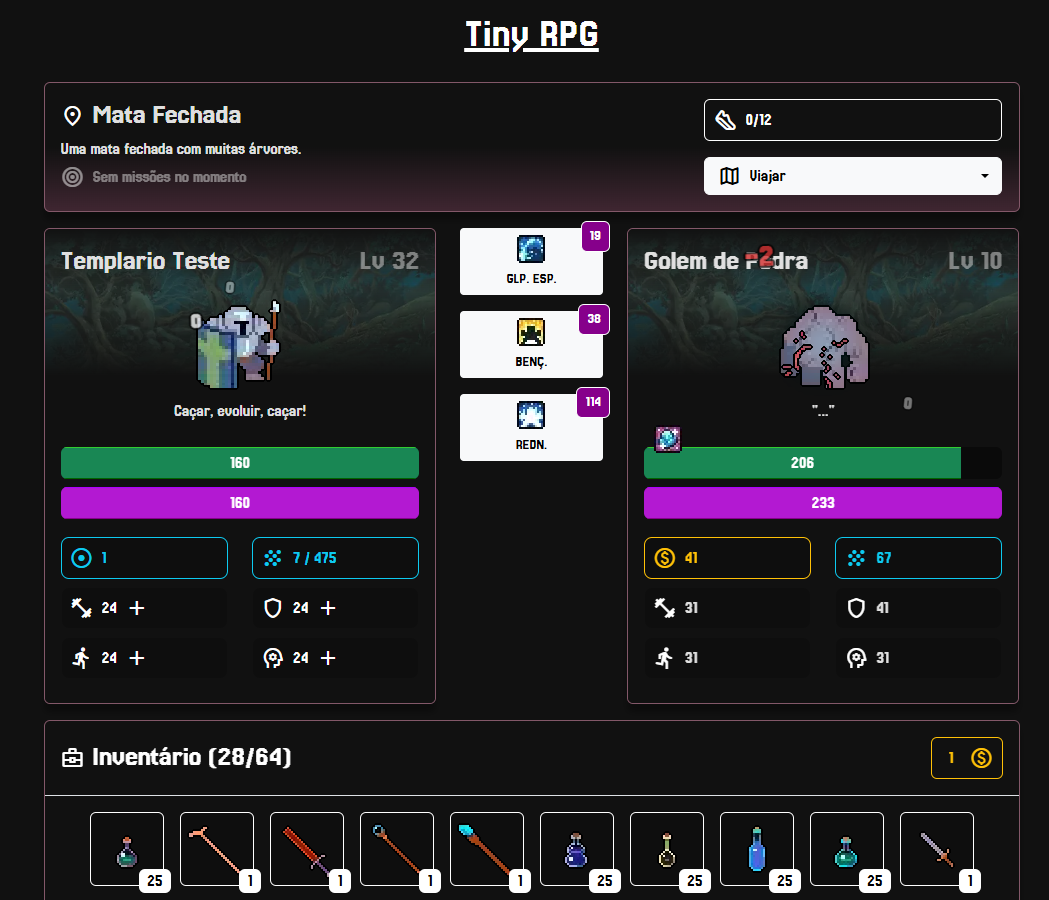 Tiny RPG
Mata Fechada
Uma mata fechada com muitas árvores.
Sem missões no momento
0/12
Viajar
Templario Teste
Lv 32
0
0
Caçar, evoluir, caçar!
160
160
1
7 / 475
24 +
24 +
24 +
24 +
19
GLP. ESP.
38
BENÇ.
114
REDN.
Golem de Pedra
Lv 10
-2
"..."
0
206
233
41
67
31
41
31
31
Inventário (28/64)
1
25
1
1
1
1
25
25
25
25
1